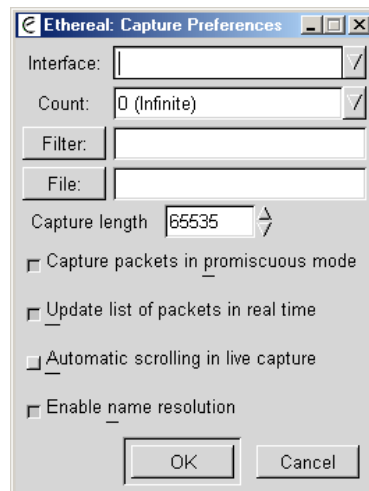 Ethereal: Capture Preferences
Interface:
Count: 0 (Infinite)
Filter:
File:
Capture length 65535
Capture packets in promiscuous mode
Update list of packets in real time
Automatic scrolling in live capture
Enable name resolution
OK Cancel